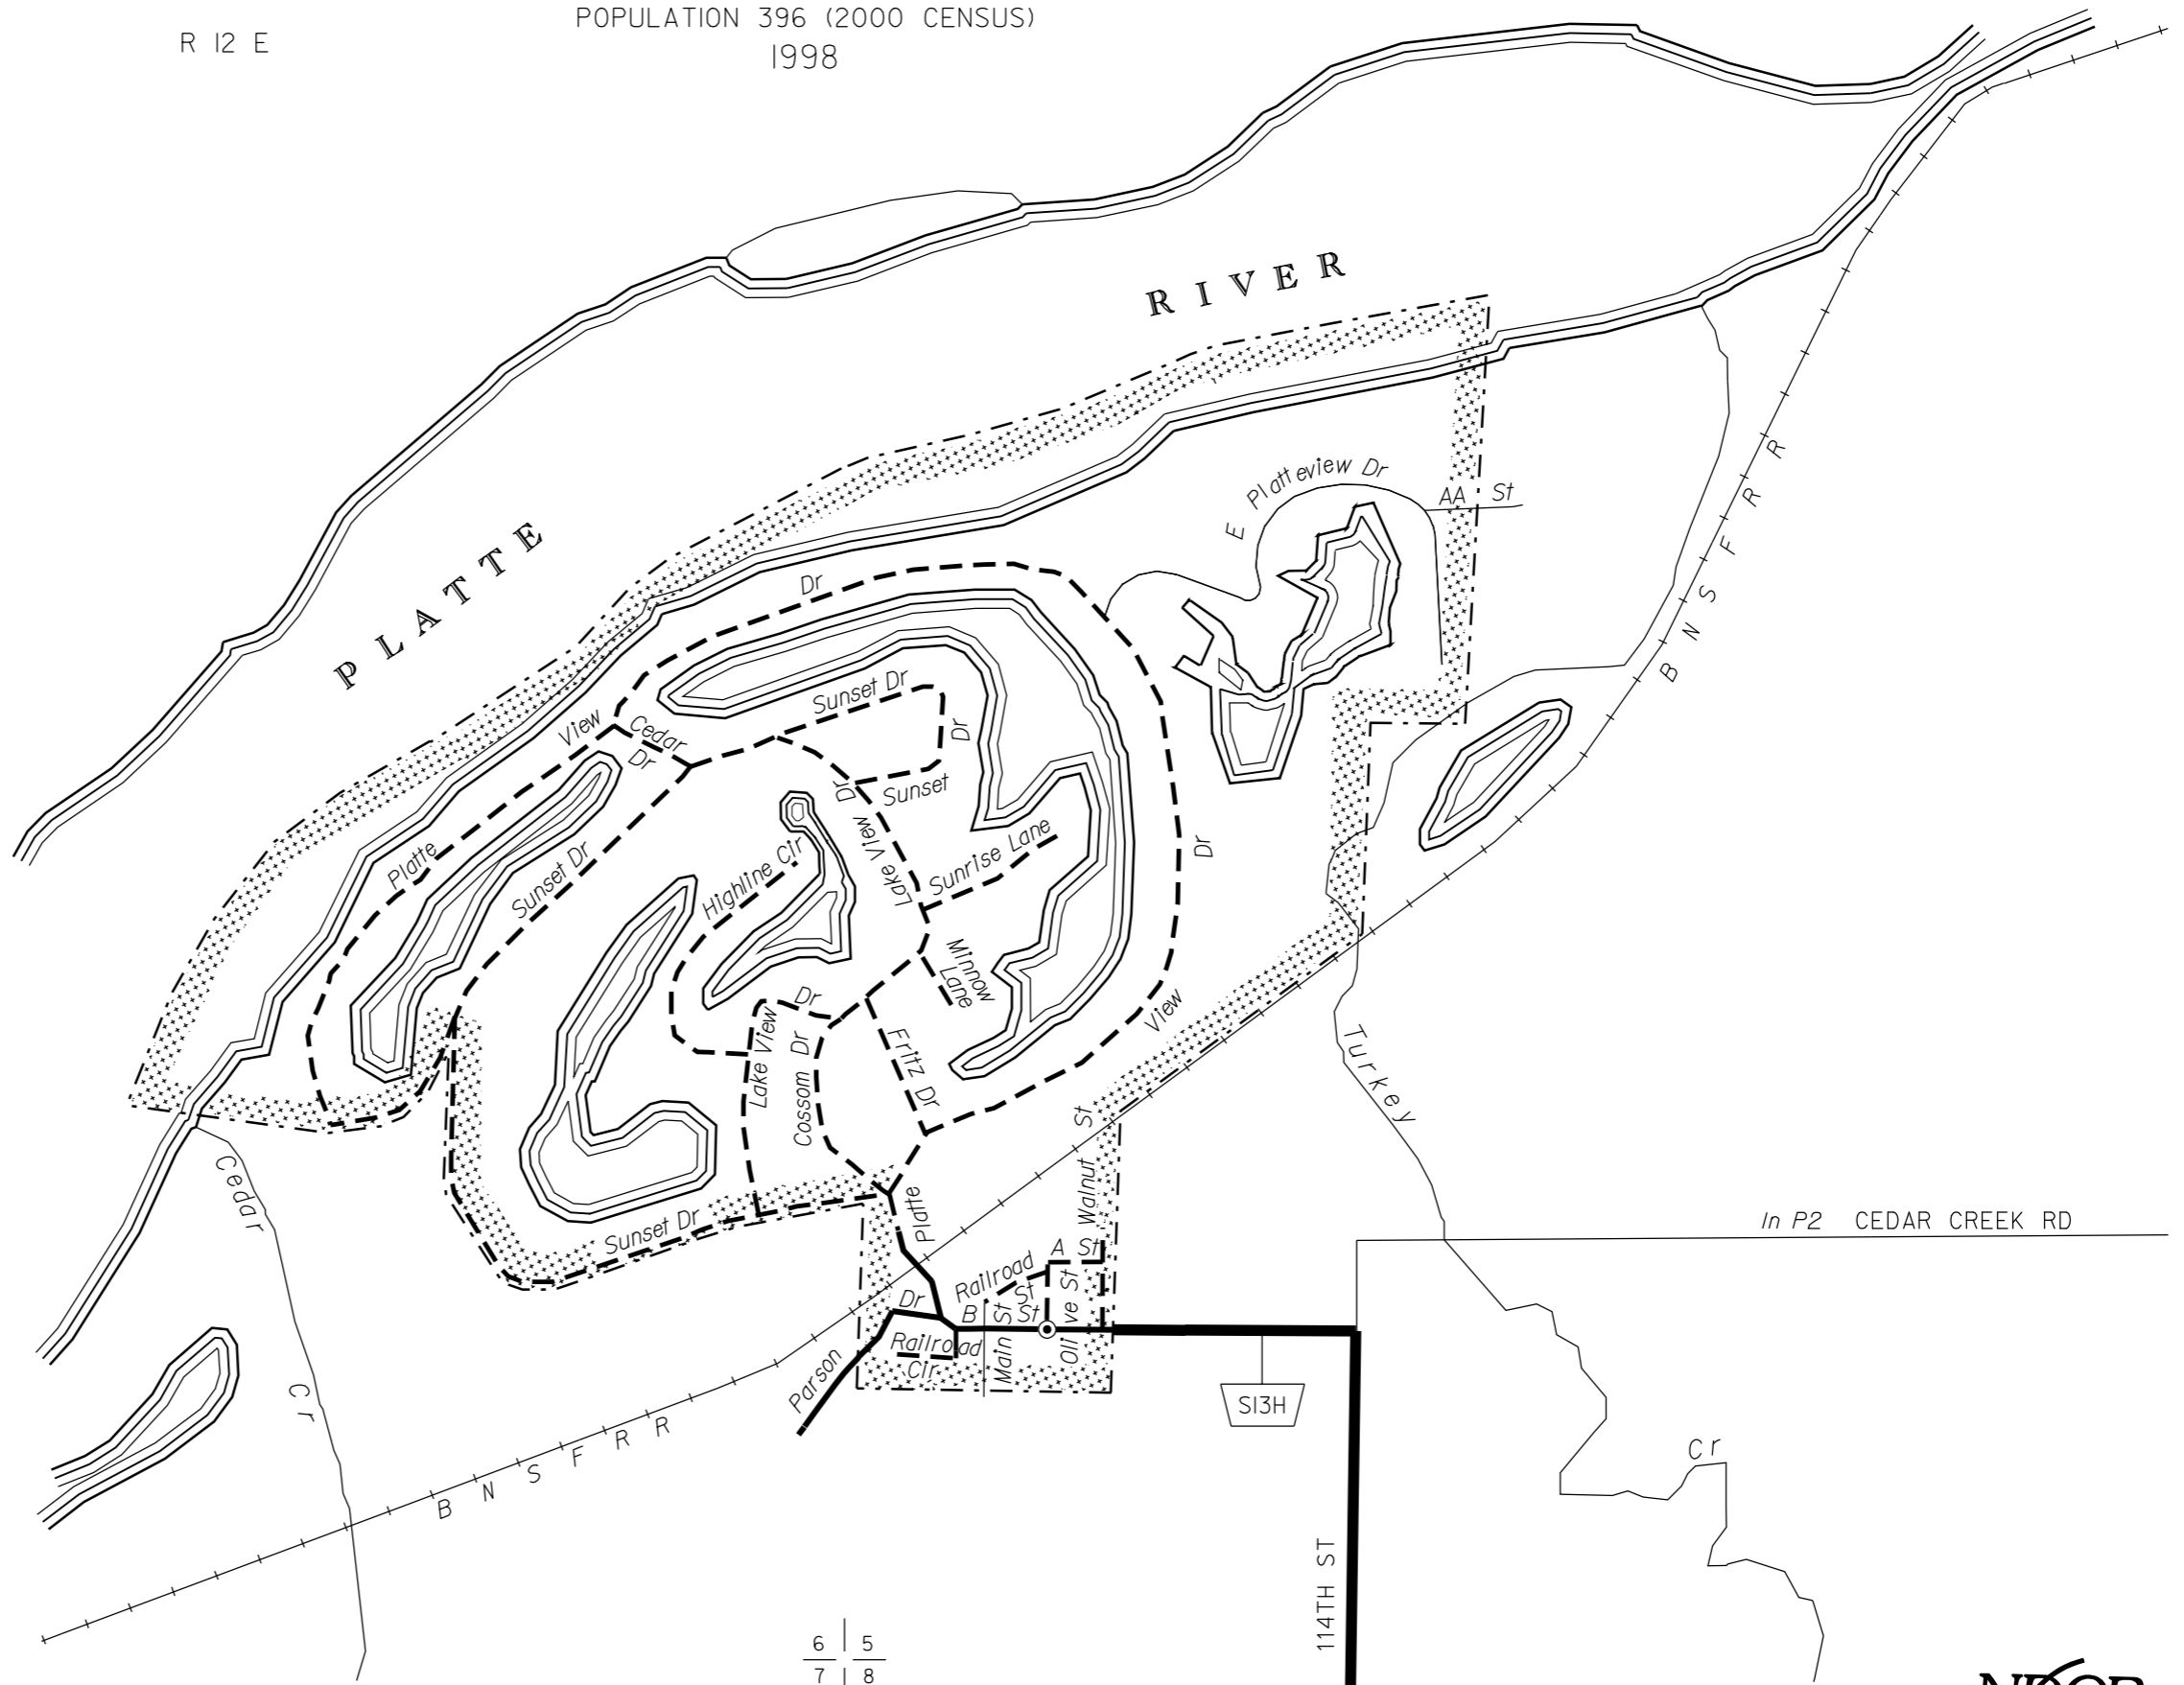 POPULATION 396 (2000 CENSUS)
R 12 E
1998
PLATTE RIVER
E Platteview Dr
AA St
BNSF RR
Dr
View
Cedar
Dr
Sunset Dr
Dr
Sunset
Dr
Lake View
Platte
Sunset Dr
Highline Cir
Sunrise Lane
Dr
Minnow
Lane
View
Dr
Lake View
Cossom Dr
Fritz Dr
Turkey
St
Walnut
Cedar
Platte
Sunset Dr
In P2 CEDAR CREEK RD
Railroad
St
A St
Dr
B St
Main St
Olive St
Railroad
Cir
Parson
S13H
Cr
Cr
BNSF RR
114TH ST
6 5
7 8